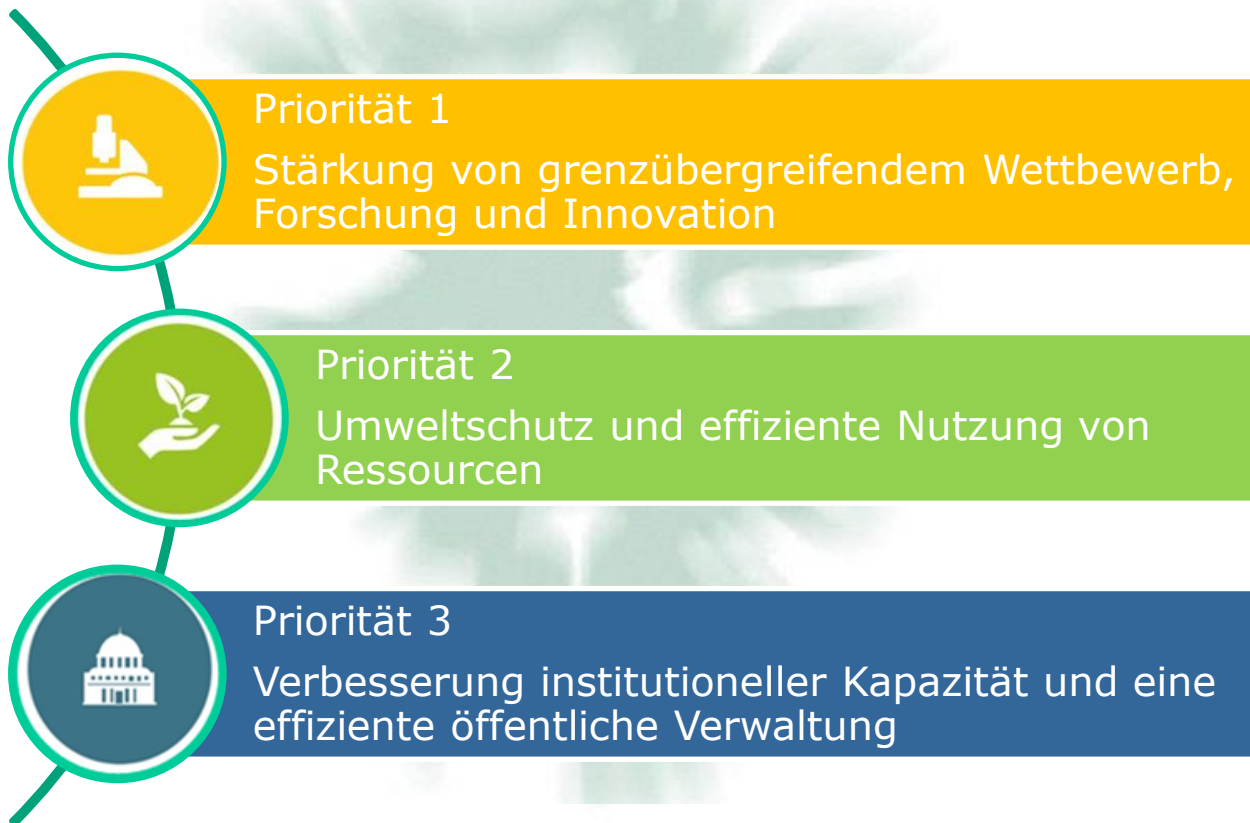 Priorität 1
Stärkung von grenzübergreifendem Wettbewerb,
Forschung und Innovation
Priorität 2
Umweltschutz und effiziente Nutzung von
Ressourcen
Priorität 3
Verbesserung institutioneller Kapazität und eine
effiziente öffentliche Verwaltung